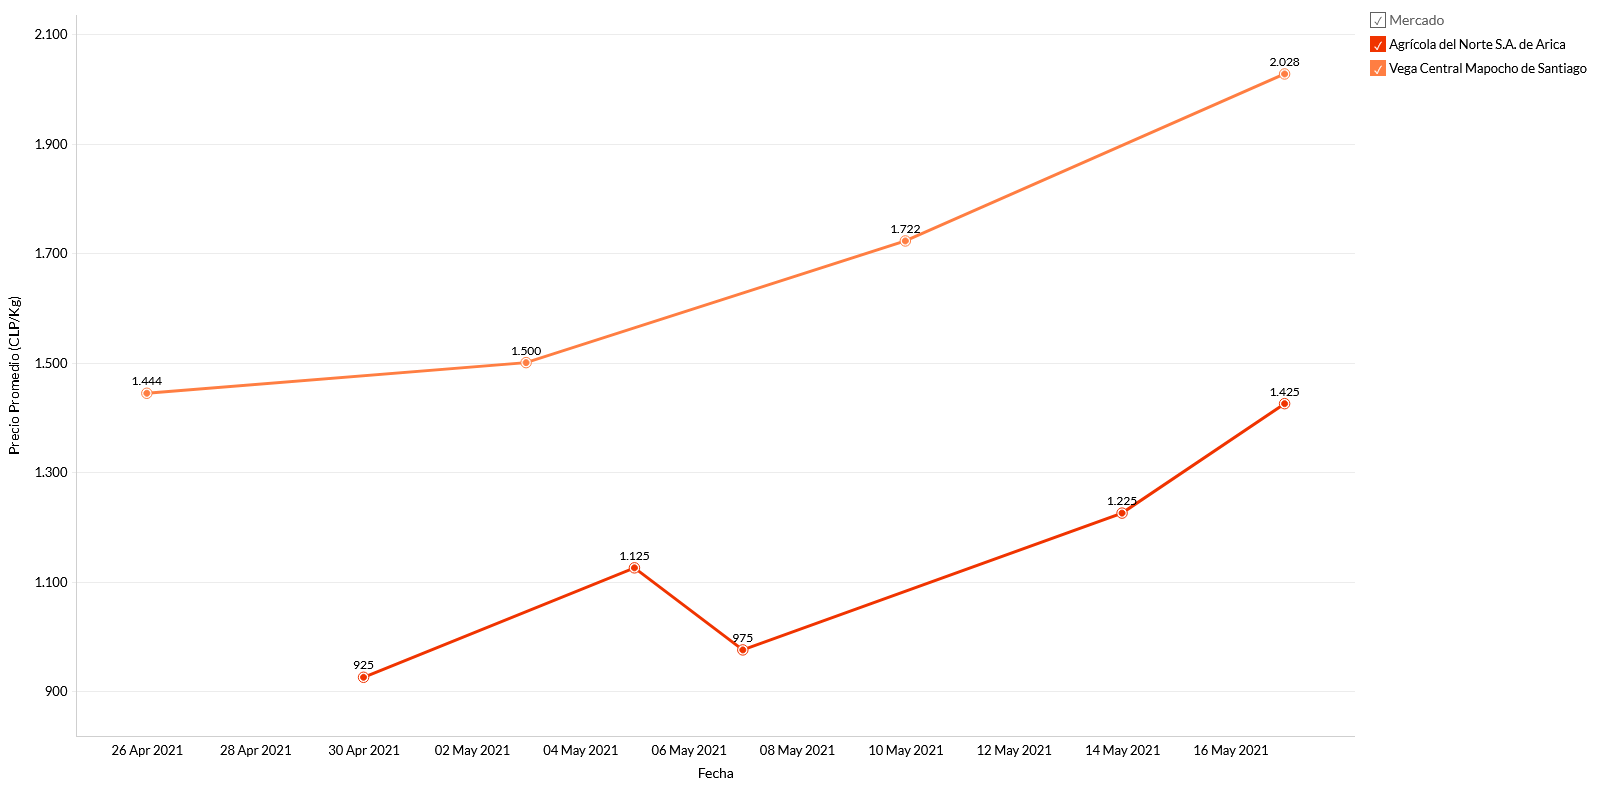 Mercado
Agrícola del Norte S.A. de Arica
Vega Central Mapocho de Santiago
2.100
1.900
1.700
1.500
1.300
1.100
900
Precio Promedio (CLP/Kg)
2.028
1.722
1.500
1.444
1.425
1.225
1.125
975
925
26 Apr 2021 28 Apr 2021 30 Apr 2021 02 May 2021 04 May 2021 06 May 2021 08 May 2021 10 May 2021 12 May 2021 14 May 2021 16 May 2021
Fecha